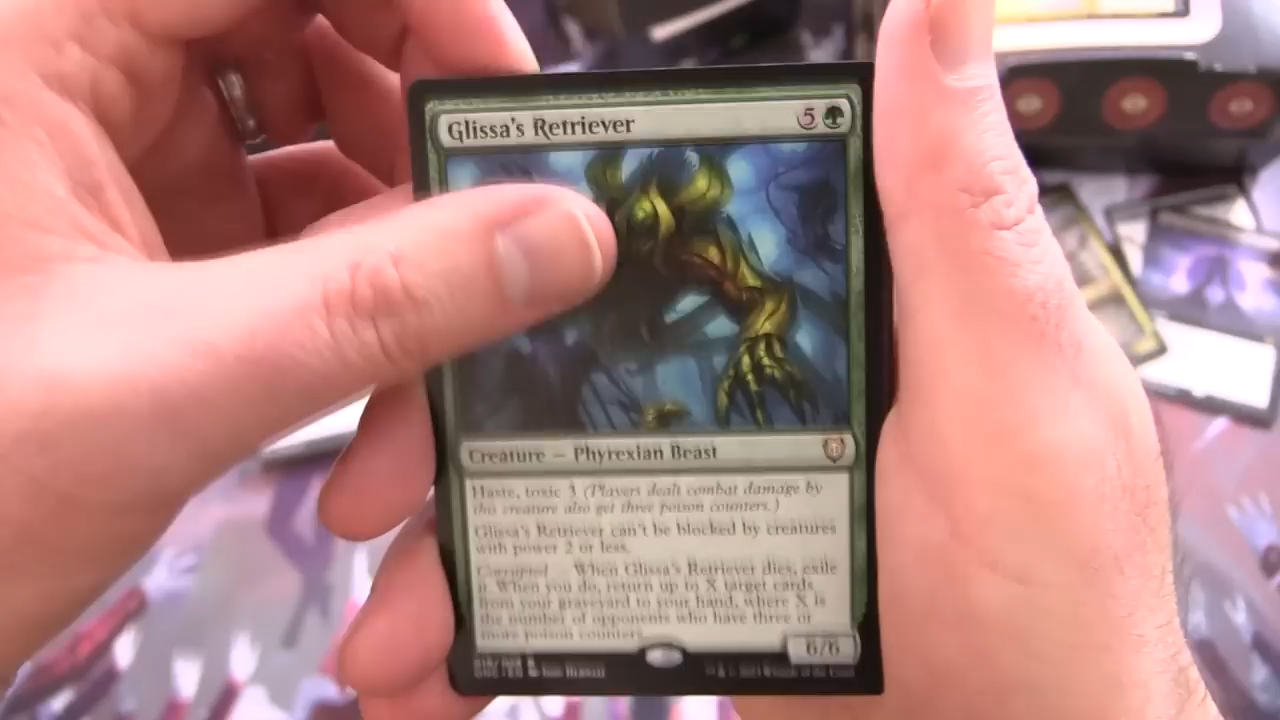 Glissa's Retriever
5
Creature — Phyrexian Beast
Haste, toxic 3 (Players dealt combat damage by
this creature also get three poison counters.)
Glissa's Retriever can't be blocked by creatures
with power 2 or less.
Corrupted — When Glissa's Retriever dies, exile
it. When you do, return up to X target cards
from your graveyard to your hand, where X is
the number of opponents who have three or
more poison counters.
6/6